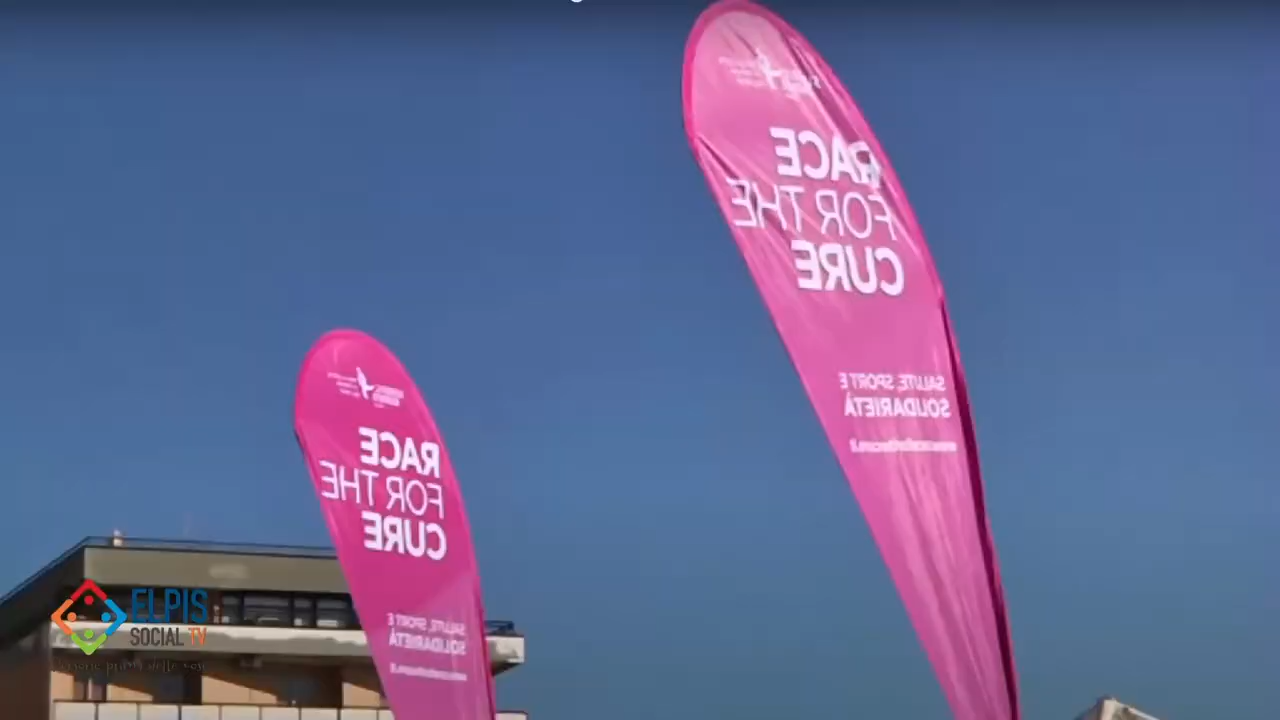 RACE
FOR THE
CURE
SALUTE, SPORT E
SOLIDARIETÀ
RACE
FOR THE
CURE
SALUTE, SPORT E
SOLIDARIETÀ
ELPIS
SOCIAL TV